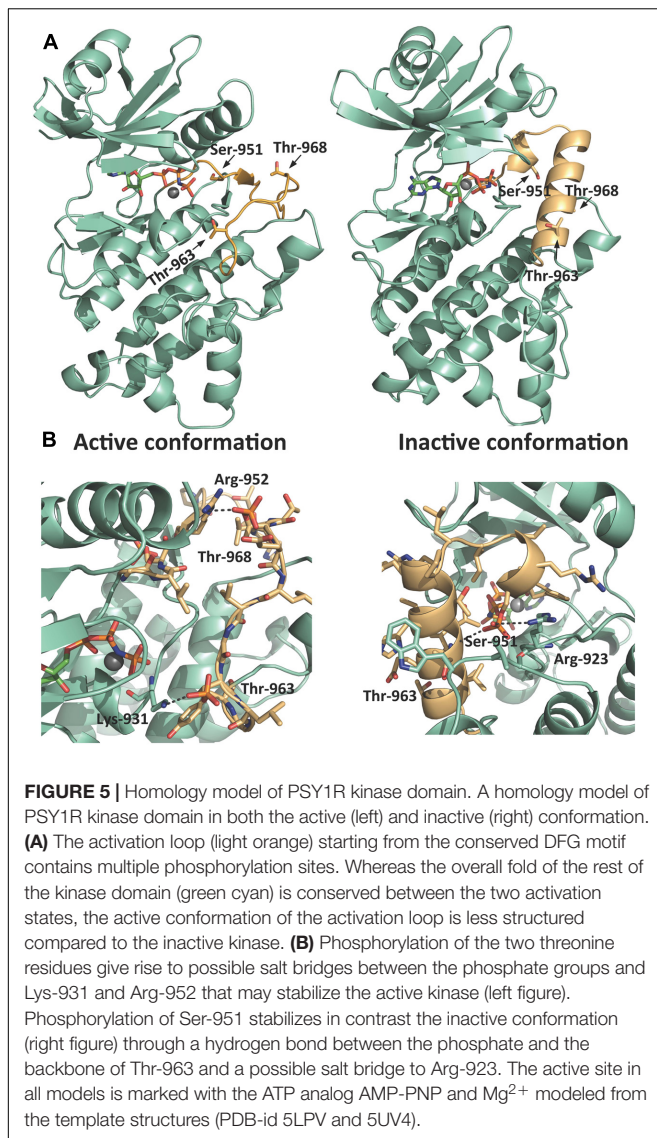 A
Ser-951
Thr-968
Thr-963
Ser-951
Thr-968
Thr-963
B Active conformation
Inactive conformation
Arg-952
Thr-968
Thr-963
Lys-931
Ser-951
Arg-923
Thr-963
FIGURE 5 | Homology model of PSY1R kinase domain. A homology model of
PSY1R kinase domain in both the active (left) and inactive (right) conformation.
(A) The activation loop (light orange) starting from the conserved DFG motif
contains multiple phosphorylation sites. Whereas the overall fold of the rest of
the kinase domain (green cyan) is conserved between the two activation
states, the active conformation of the activation loop is less structured
compared to the inactive kinase. (B) Phosphorylation of the two threonine
residues give rise to possible salt bridges between the phosphate groups and
Lys-931 and Arg-952 that may stabilize the active kinase (left figure).
Phosphorylation of Ser-951 stabilizes in contrast the inactive conformation
(right figure) through a hydrogen bond between the phosphate and the
backbone of Thr-963 and a possible salt bridge to Arg-923. The active site in
all models is marked with the ATP analog AMP-PNP and Mg²⁺ modeled from
the template structures (PDB-id 5LPV and 5UV4).